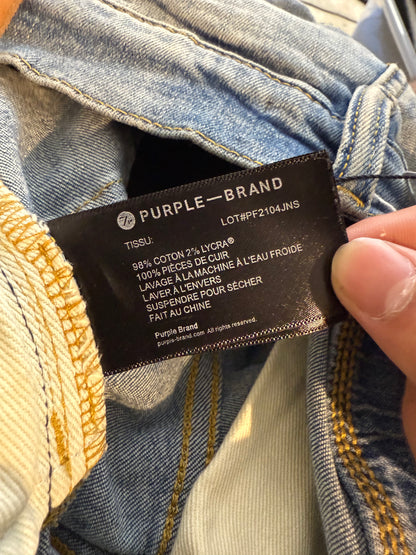 PURPLE—BRAND
LOT#PF2104JNS
TISSU:
98% COTON 2% LYCRA®
100% PIÈCES DE CUIR
LAVAGE À LA MACHINE À L'EAU FROIDE
LAVER À L'ENVERS
SUSPENDRE POUR SÉCHER
FAIT AU CHINE
Purple Brand
purple-brand.com All rights reserved.